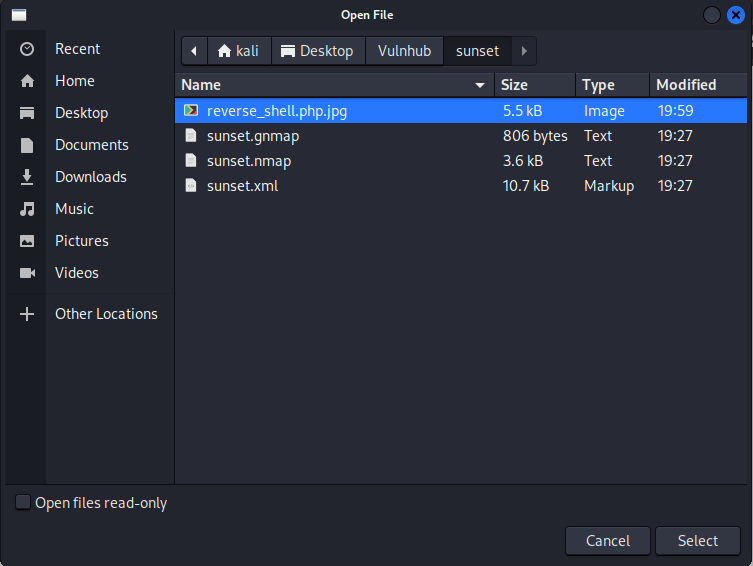 Open File
Recent
Home
Desktop
Documents
Downloads
Music
Pictures
Videos
Other Locations
kali Desktop Vulnhub sunset
Name Size Type Modified
reverse_shell.php.jpg 5.5 kB Image 19:59
sunset.gnmap 806 bytes Text 19:27
sunset.nmap 3.6 kB Text 19:27
sunset.xml 10.7 kB Markup 19:27
Open files read-only
Cancel Select